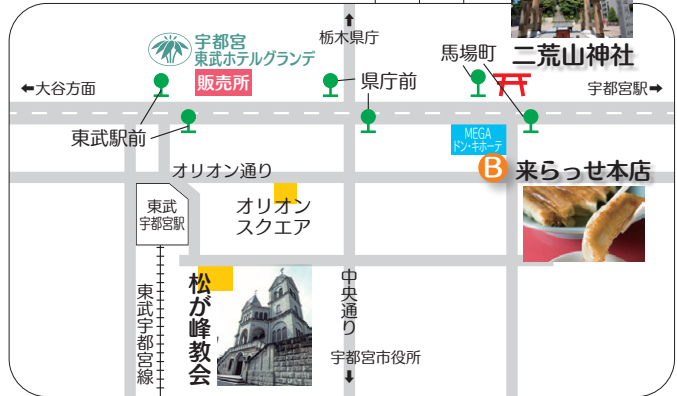 ↑
栃木県庁
宇都宮
東武ホテルグランデ
販売所
馬場町
二荒山神社
←大谷方面
県庁前
宇都宮駅→
東武駅前
MEGA
ドン・キホーテ
オリオン通り
B
来らっせ本店
東武
宇都宮駅
オリオン
スクエア
松が峰教会
東武宇都宮線
中央通り
宇都宮市役所
↓